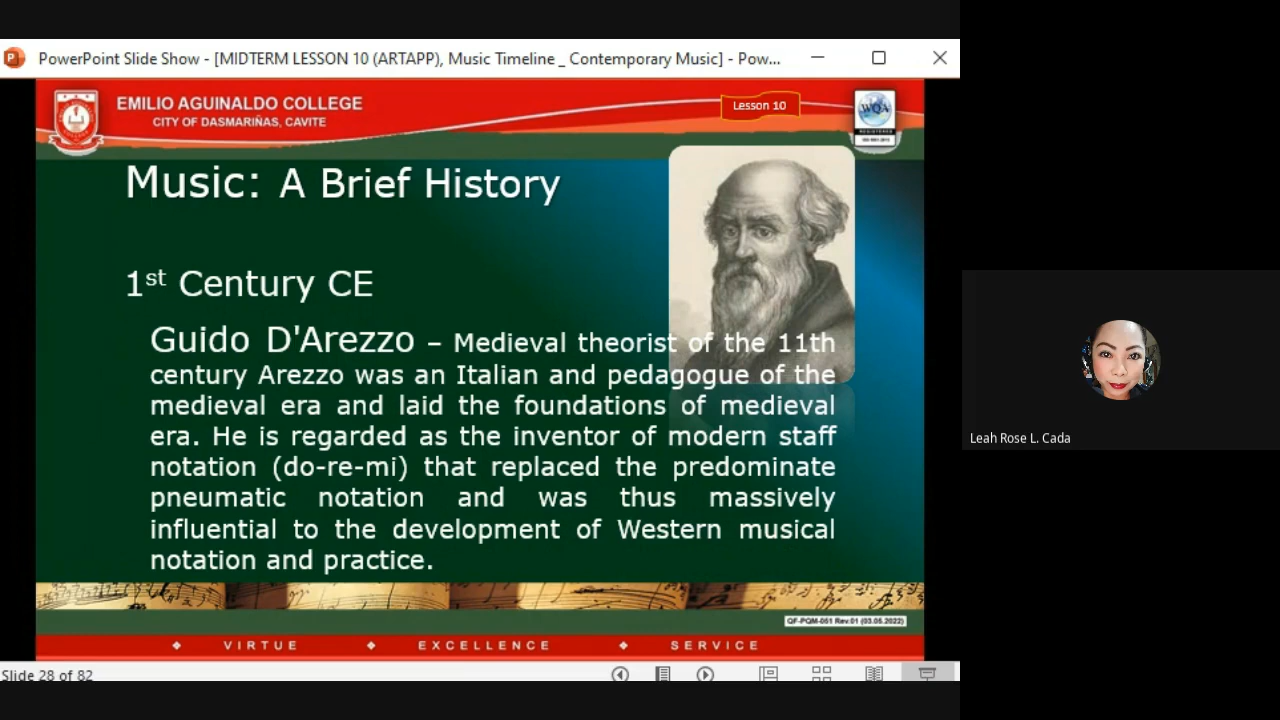 PowerPoint Slide Show - [MIDTERM LESSON 10 (ARTAPP), Music Timeline _ Contemporary Music] - Pow...
EMILIO AGUINALDO COLLEGE
CITY OF DASMARIÑAS, CAVITE
Lesson 10
WQA
Music: A Brief History
1st Century CE
Guido D'Arezzo – Medieval theorist of the 11th
century Arezzo was an Italian and pedagogue of the
medieval era and laid the foundations of medieval
era. He is regarded as the inventor of modern staff
notation (do-re-mi) that replaced the predominate
pneumatic notation and was thus massively
influential to the development of Western musical
notation and practice.
Leah Rose L. Cada
QF-PQM-051 Rev.01 (03.05.2022)
VIRTUE EXCELLENCE SERVICE
Slide 28 of 82